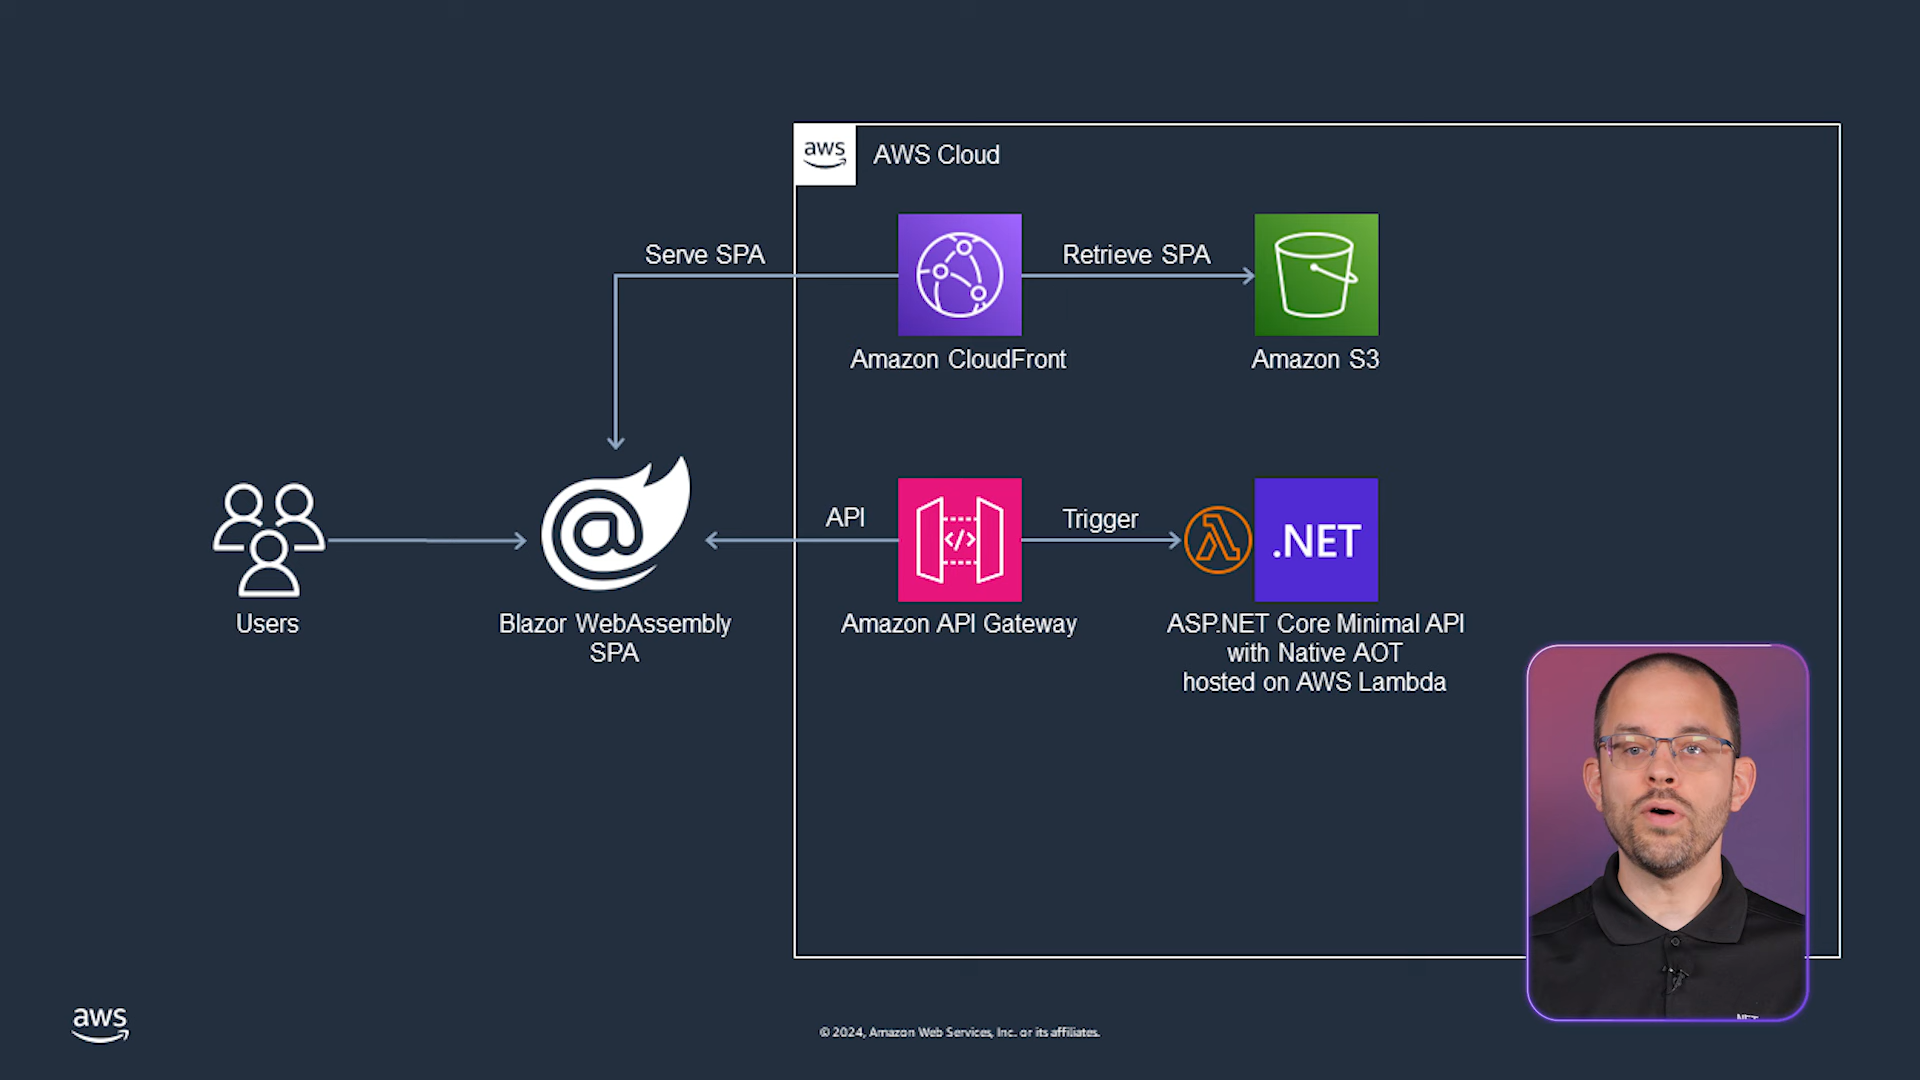 aws
AWS Cloud
Serve SPA
Retrieve SPA
Amazon CloudFront
Amazon S3
API
Trigger
.NET
Users
Blazor WebAssembly
SPA
Amazon API Gateway
ASP.NET Core Minimal API
with Native AOT
hosted on AWS Lambda
aws
© 2024, Amazon Web Services, Inc. or its affiliates.